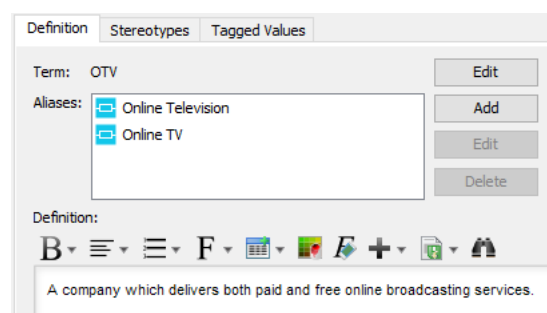 Definition Stereotypes Tagged Values
Term: OTV Edit
Aliases: Online Television Add
Online TV Edit
Delete
Definition:
B F F
A company which delivers both paid and free online broadcasting services.